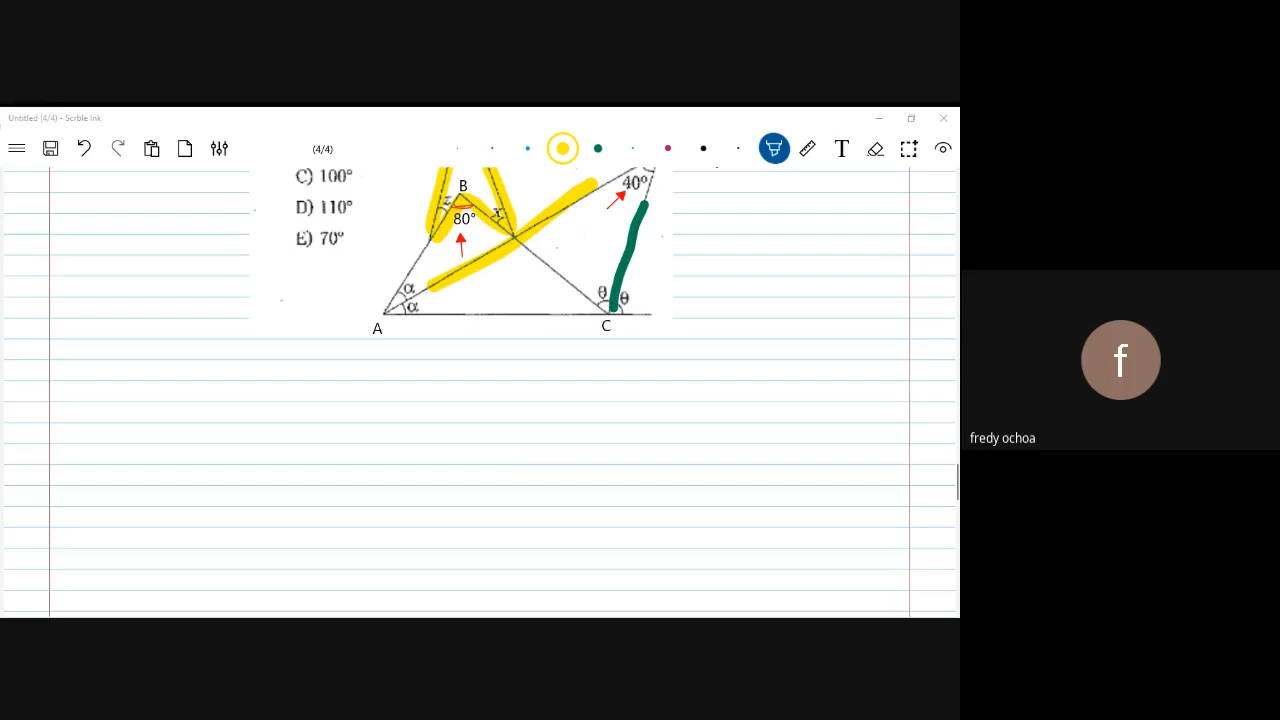 Untitled (4/4) - Scrble Ink
(4/4)
T
C) 100°
D) 110°
E) 70°
B
z
x
80°
40°
α
α
θ
θ
A
C
f
fredy ochoa